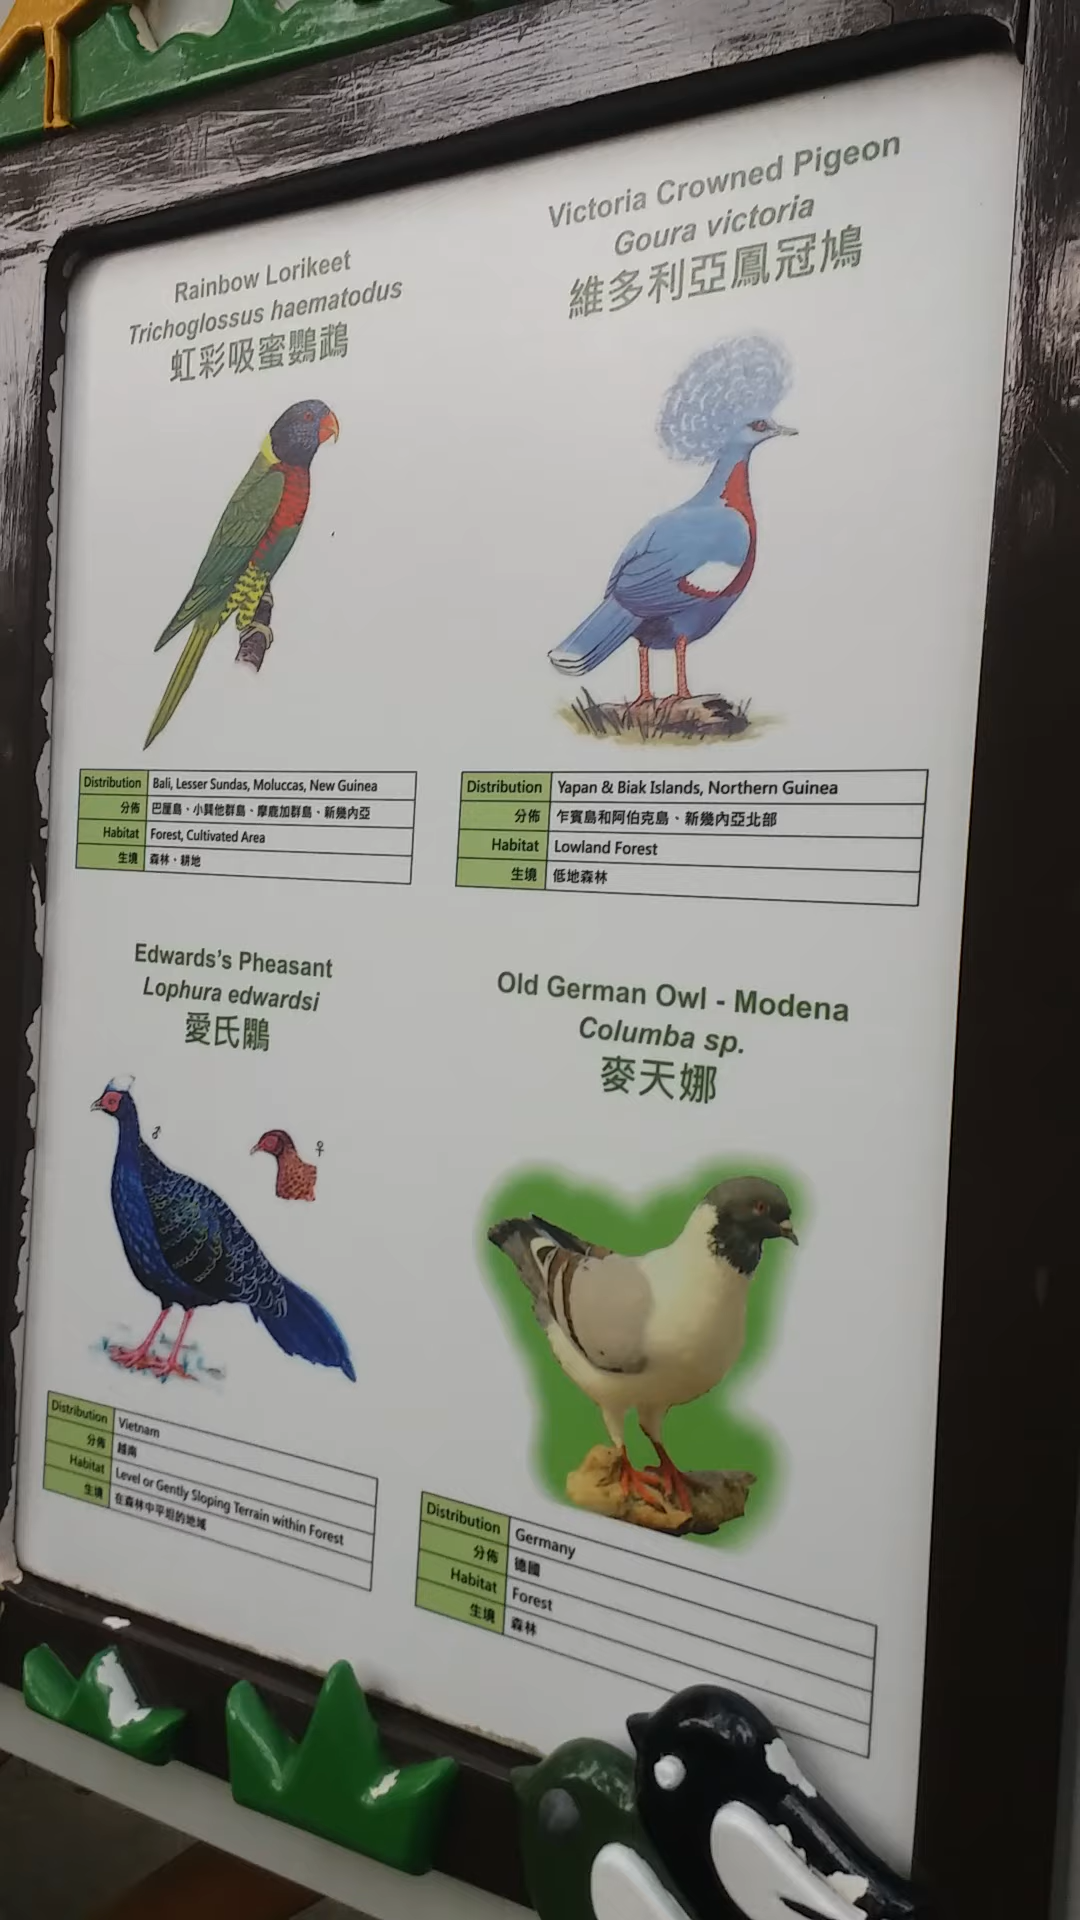 Rainbow Lorikeet
Trichoglossus haematodus
虹彩吸蜜鸚鵡
Distribution Bali, Lesser Sundas, Moluccas, New Guinea
分佈 巴厘島、小巽他群島、摩鹿加群島、新幾內亞
Habitat Forest, Cultivated Area
生境 森林、耕地
Victoria Crowned Pigeon
Goura victoria
維多利亞鳳冠鳩
Distribution Yapan & Biak Islands, Northern Guinea
分佈 乍賓島和阿伯克島、新幾內亞北部
Habitat Lowland Forest
生境 低地森林
Edwards's Pheasant
Lophura edwardsi
愛氏鷴
♂
♀
Distribution Vietnam
分佈 越南
Habitat Level or Gently Sloping Terrain within Forest
生境 在森林中平坦的地域
Old German Owl - Modena
Columba sp.
麥天娜
Distribution Germany
分佈 德國
Habitat Forest
生境 森林